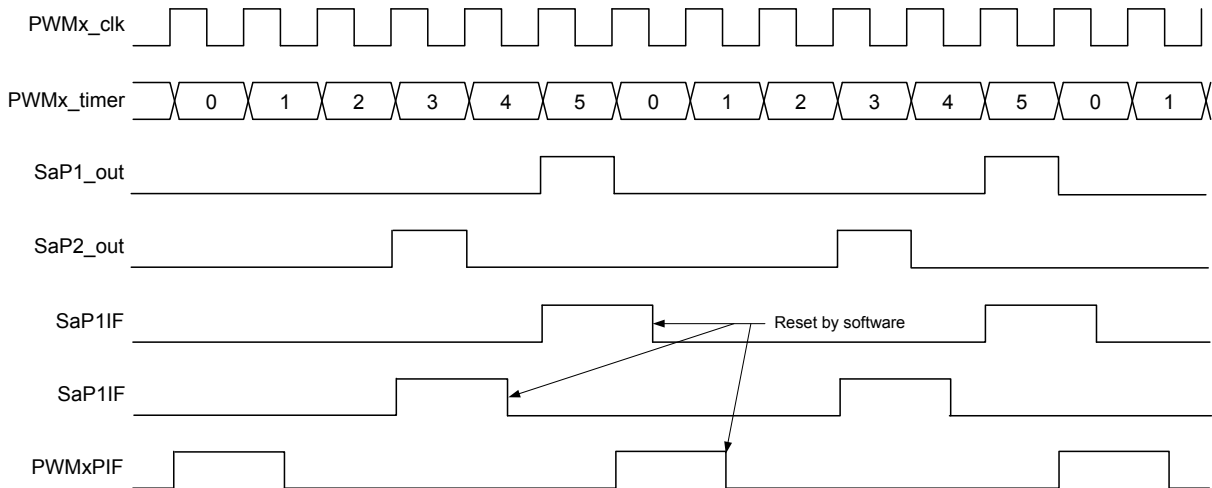 PWMx_clk
PWMx_timer 0 1 2 3 4 5 0 1 2 3 4 5 0 1
SaP1_out
SaP2_out
SaP1IF
Reset by software
SaP1IF
PWMxPIF